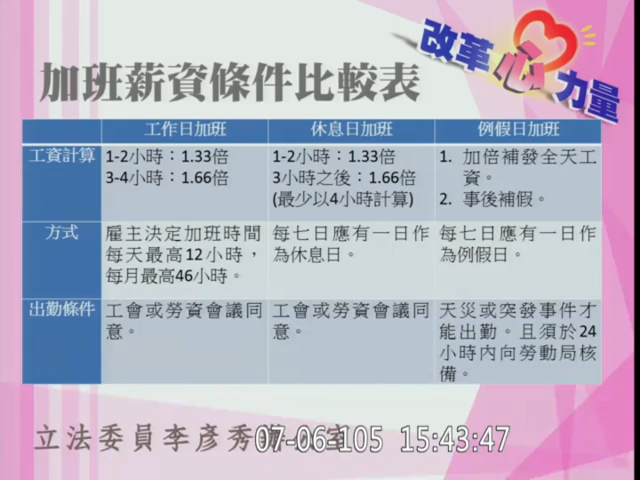 改革心力量
加班薪資條件比較表
工作日加班 休息日加班 例假日加班
工資計算
1-2小時：1.33倍
3-4小時：1.66倍
1-2小時：1.33倍
3小時之後：1.66倍
(最少以4小時計算)
1. 加倍補發全天工
資。
2. 事後補假。
方式
雇主決定加班時間
每天最高12小時，
每月最高46小時。
每七日應有一日作
為休息日。
每七日應有一日作
為例假日。
出勤條件
工會或勞資會議同
意。
工會或勞資會議同
意。
天災或突發事件才
能出勤。且須於24
小時內向勞動局核
備。
立法委員李彥秀
室
07-06-105 15:43:47